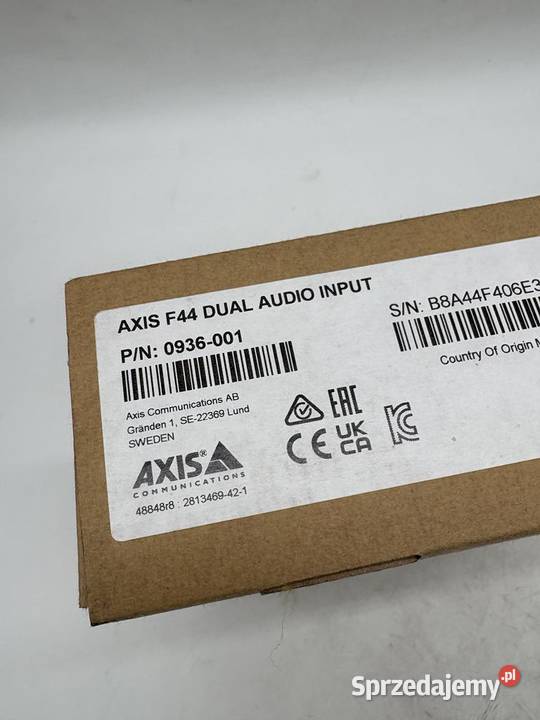 AXIS F44 DUAL AUDIO INPUT
P/N: 0936-001
S/N: B8A44F406E3
Country Of Origin
Axis Communications AB
Gränden 1, SE-22369 Lund
SWEDEN
EAC
CE UK CA
KC
AXIS®
COMMUNICATIONS
48848r8 : 2813469-42-1
Sprzedajemy.pl